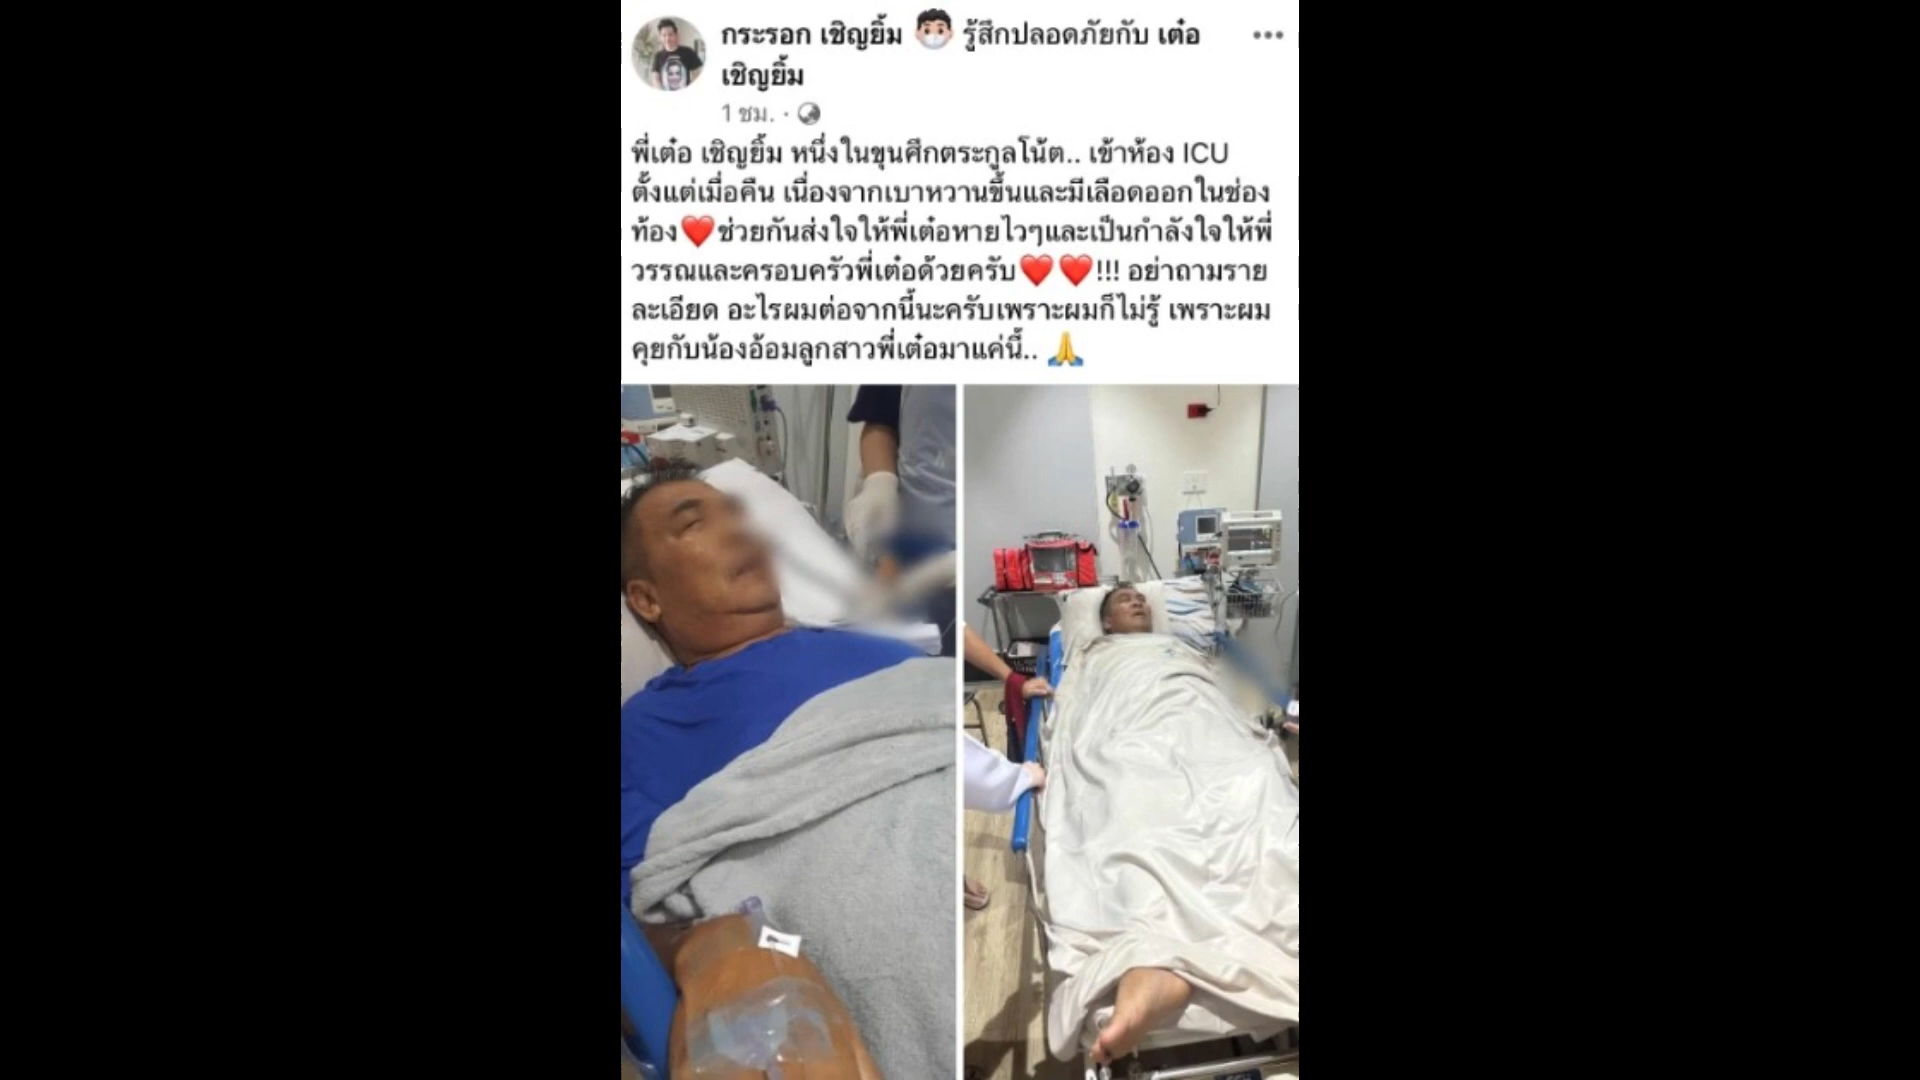 กระรอก เชิญยิ้ม 😷 รู้สึกปลอดภัยกับ เต๋อ
เชิญยิ้ม
1 ชม. ·
พี่เต๋อ เชิญยิ้ม หนึ่งในขุนศึกตระกูลโน้ต.. เข้าห้อง ICU
ตั้งแต่เมื่อคืน เนื่องจากเบาหวานขึ้นและมีเลือดออกในช่อง
ท้อง❤️ช่วยกันส่งใจให้พี่เต๋อหายไวๆและเป็นกำลังใจให้พี่
วรรณและครอบครัวพี่เต๋อด้วยครับ❤️❤️!!! อย่าถามราย
ละเอียด อะไรผมต่อจากนี้นะครับเพราะผมก็ไม่รู้ เพราะผม
คุยกับน้องอ้อมลูกสาวพี่เต๋อมาแค่นี้.. 🙏